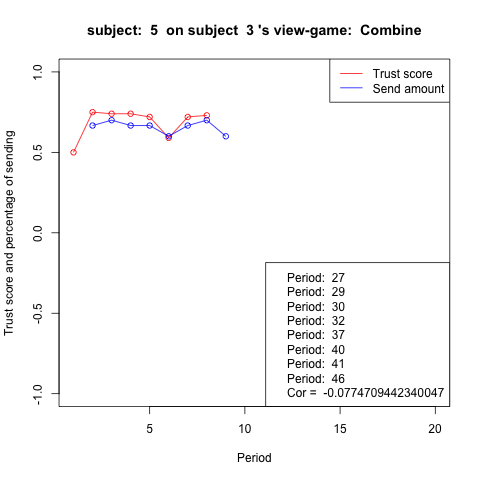 subject:  5  on subject  3 's view-game:  Combine
Trust score
Send amount
Trust score and percentage of sending
1.0
0.5
0.0
-0.5
-1.0
Period:  27
Period:  29
Period:  30
Period:  32
Period:  37
Period:  40
Period:  41
Period:  46
Cor =  -0.0774709442340047
5
10
15
20
Period